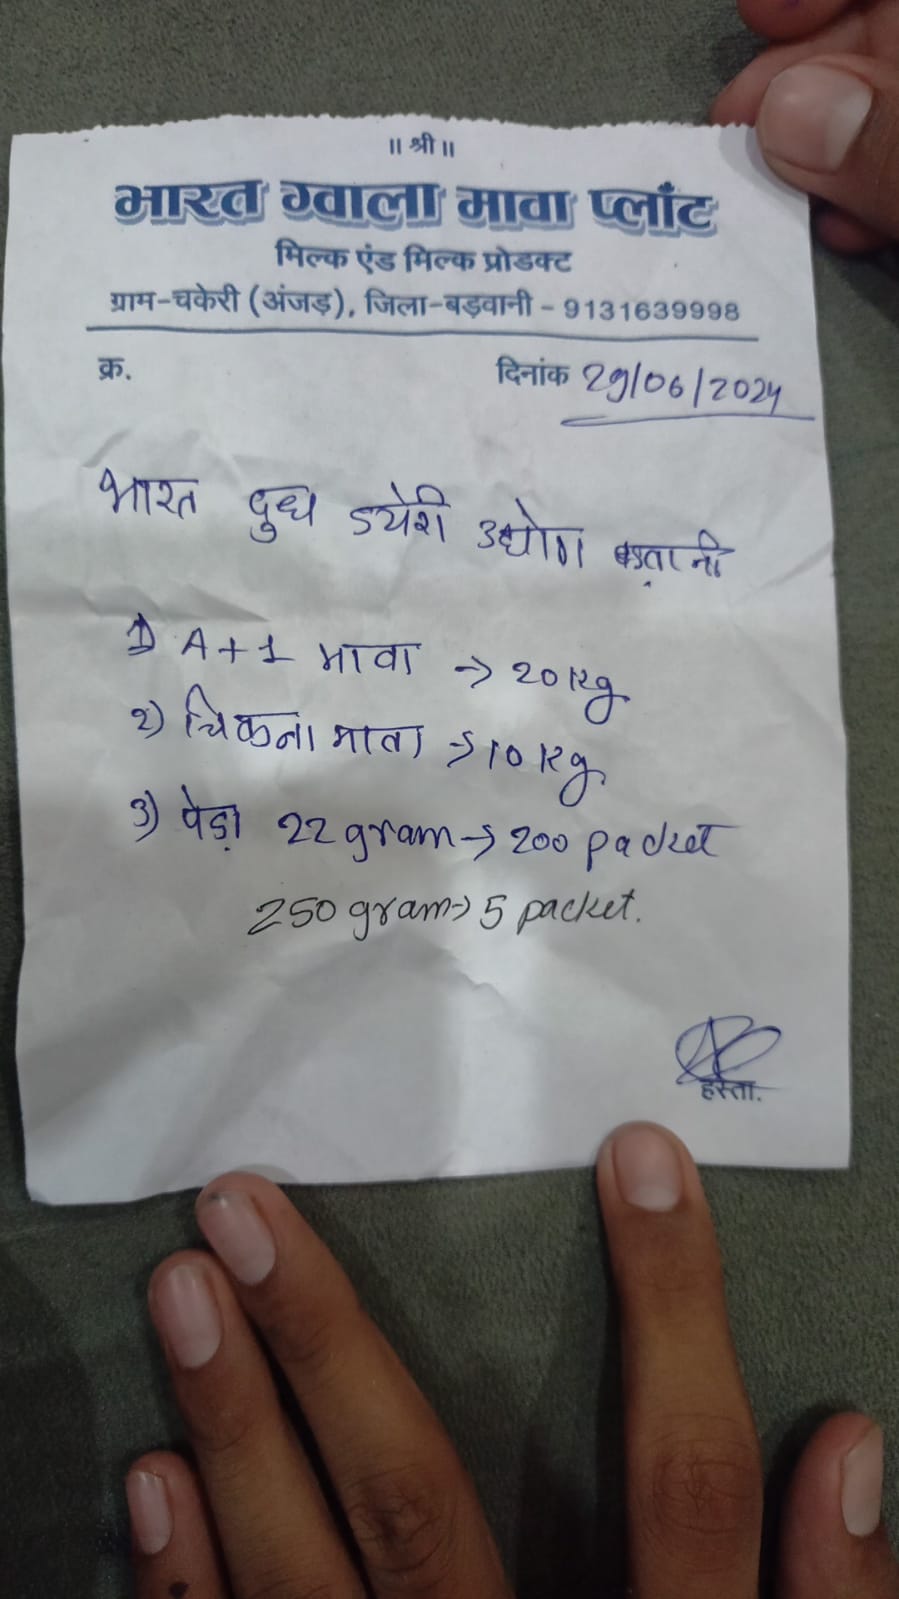 ॥ श्री ॥
भारत ग्वाला मावा प्लाँट
मिल्क एंड मिल्क प्रोडक्ट
ग्राम-चकेरी (अंजड़), जिला-बड़वानी - 9131639998
क्र. दिनांक 29/06/2024
भारत दुध डयेरी उद्योग बड़वानी
1) A+1 मावा → 20 Kg
2) चिकना मावा → 10 Kg
3) पेड़ा 22 gram → 200 packet
250 gram → 5 packet.
हस्ता.